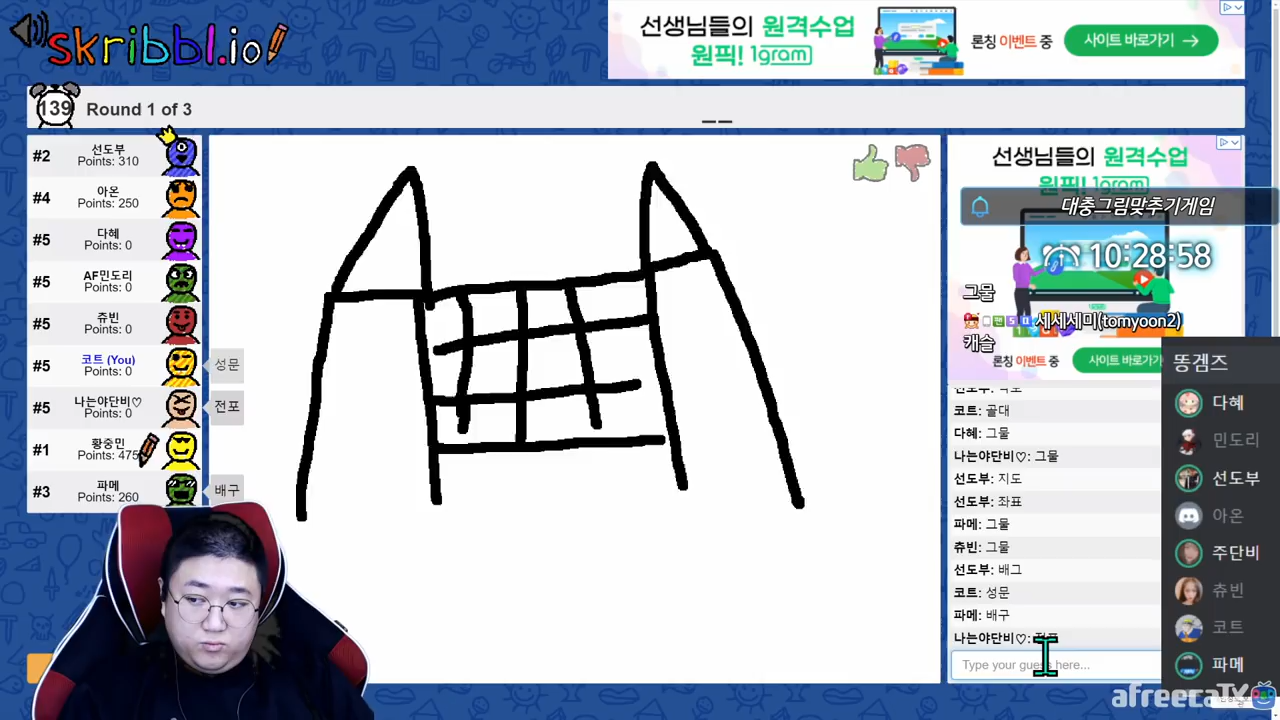 skribbl.io
선생님들의 원격수업
원픽! 1gram
론칭 이벤트 중
사이트 바로가기 →
139
Round 1 of 3
__
#2 선도부
Points: 310
#4 아온
Points: 250
#5 다혜
Points: 0
#5 AF민도리
Points: 0
#5 츄빈
Points: 0
#5 코트 (You)
Points: 0
성문
#5 나는야단비♡
Points: 0
전포
#1 황중민
Points: 475
#3 파메
Points: 260
배구
선생님들의 원격수업
원픽! 1gram
대충그림맞추기게임
10:28:58
그물
세세세미(tomyoon2)
캐슬
론칭 이벤트 중
사이트 바로가기
코트: 골대
다혜: 그물
나는야단비♡: 그물
선도부: 지도
선도부: 좌표
파메: 그물
츄빈: 그물
선도부: 배그
코트: 성문
파메: 배구
나는야단비♡: 전포
Type your guess here...
똥겜즈
다혜
민도리
선도부
아온
주단비
츄빈
코트
파메
afreecaTV